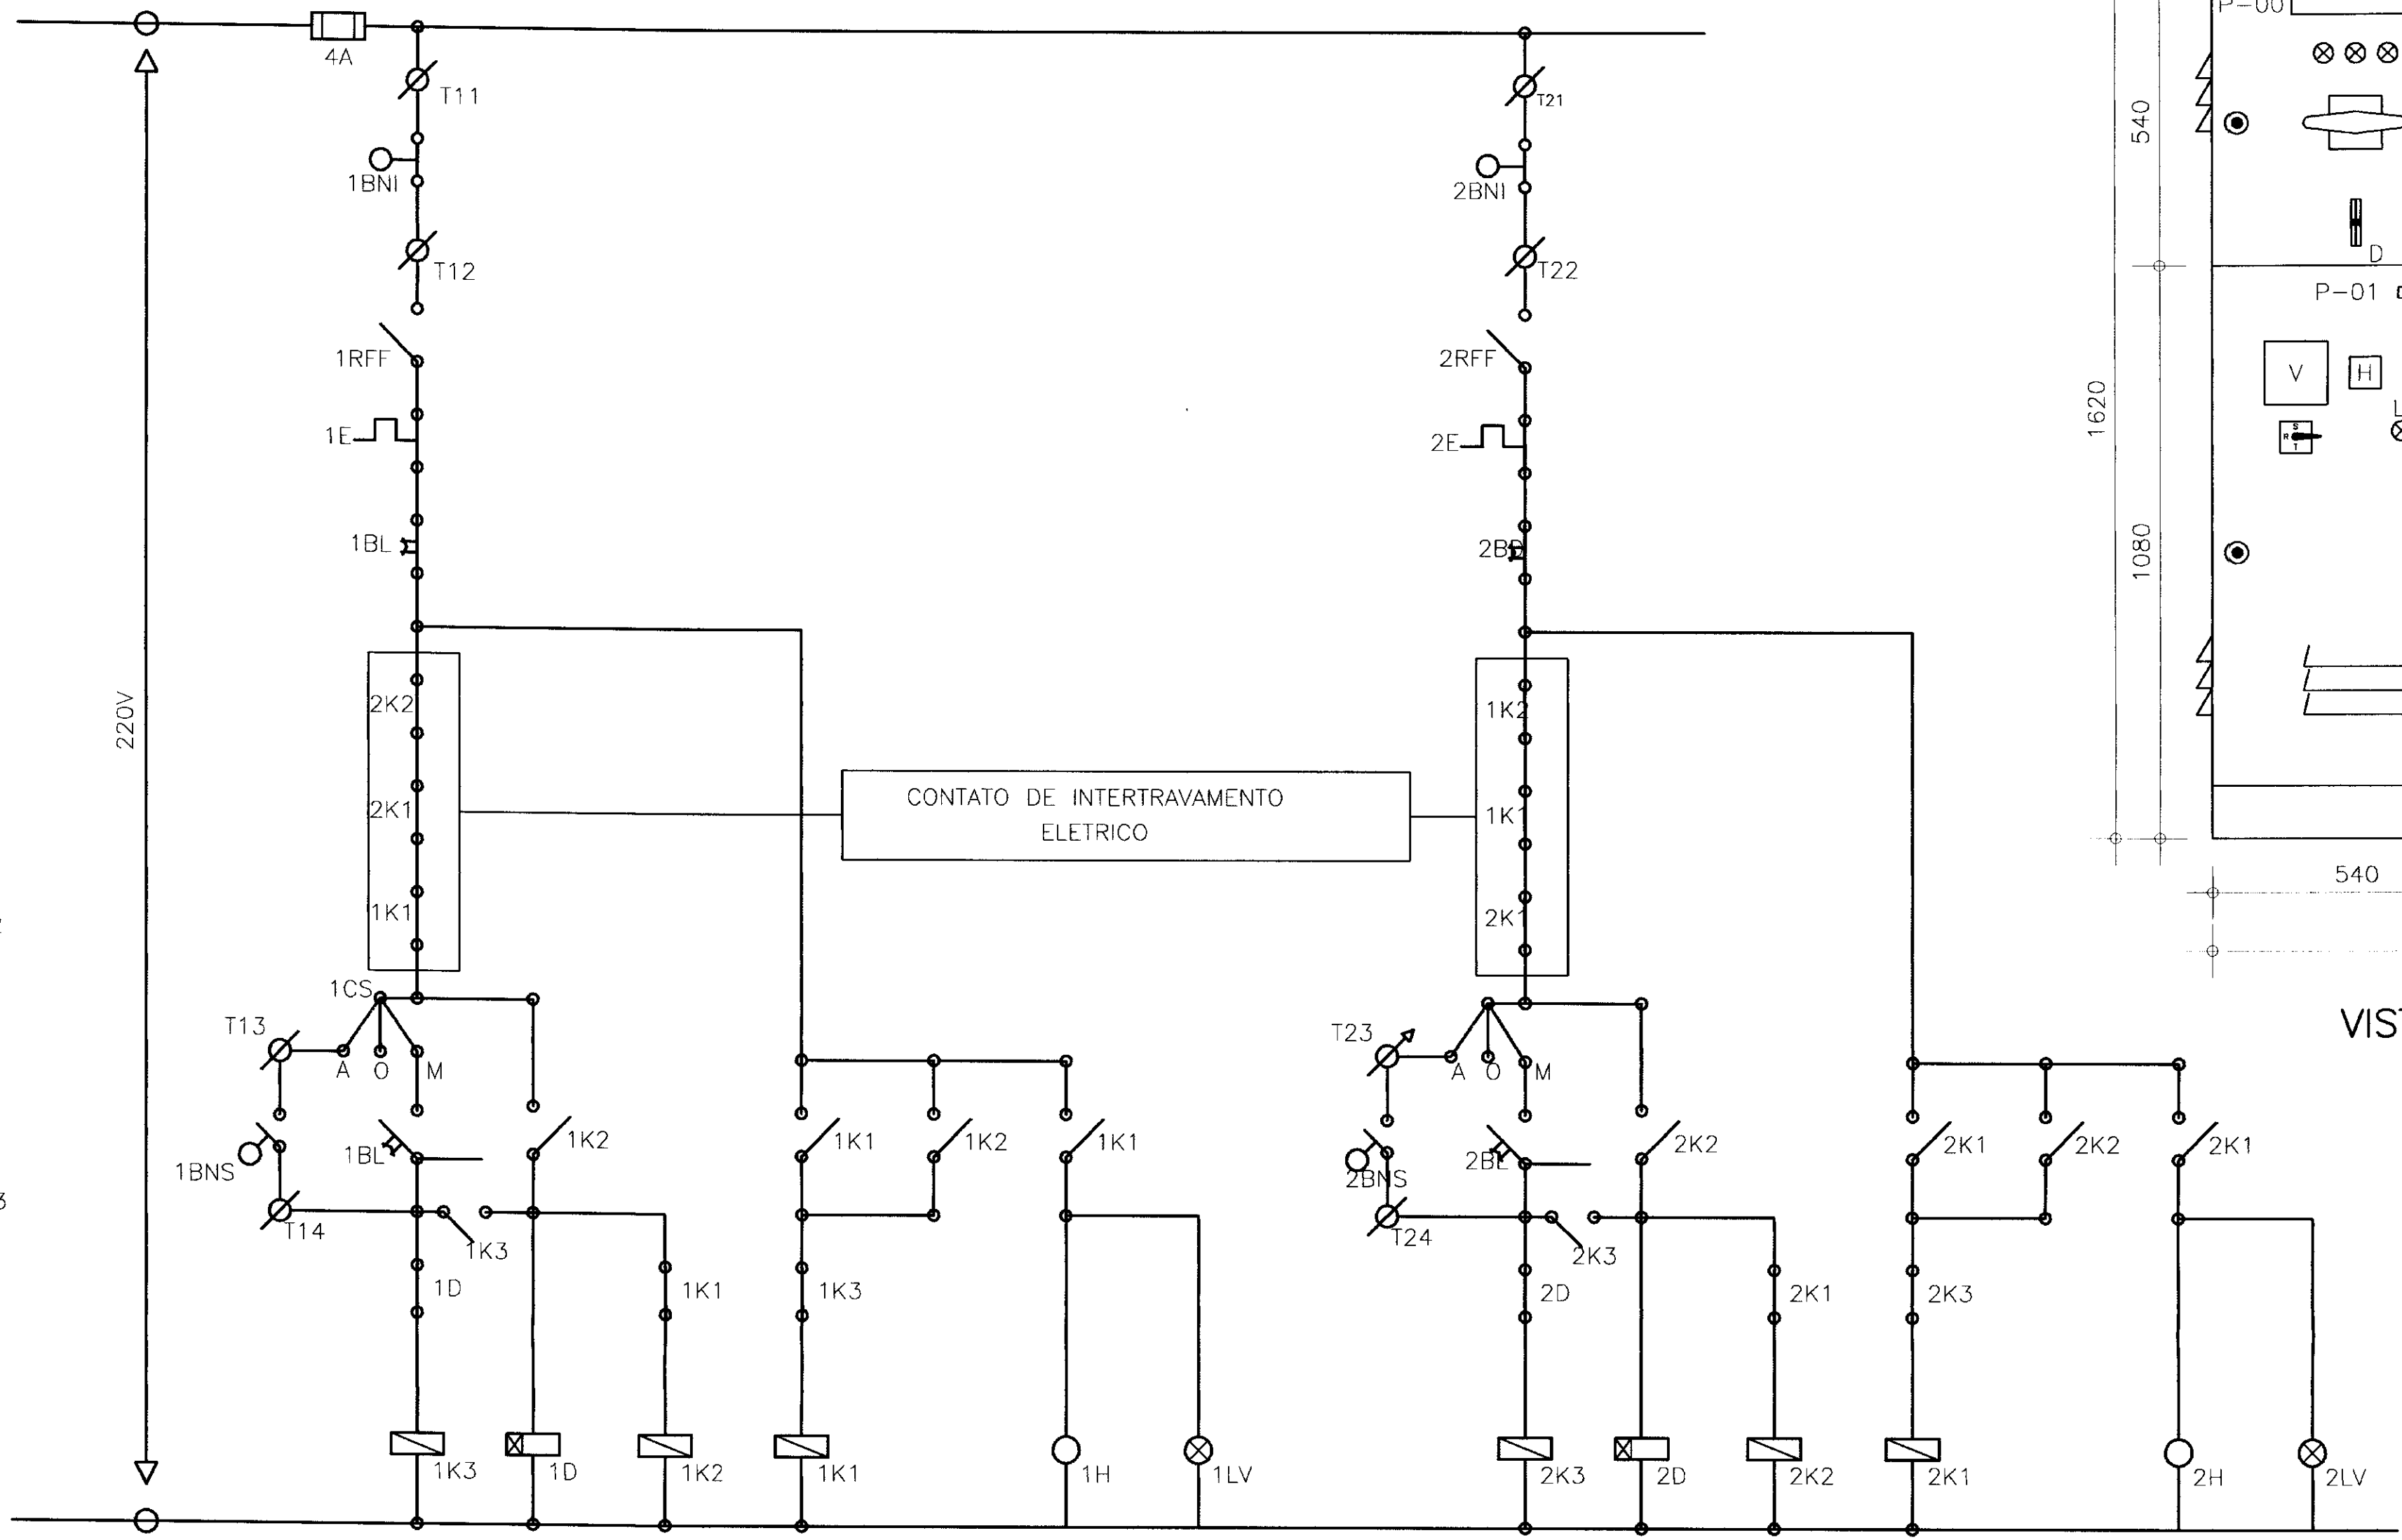 4A
T11
1BNI
T12
1RFF
1E
1BL
220V
2K2
2K1
1K1
1CS
T13
A O M
1BNS
1BL
1K2
T14
1K3
1D
1K1
1K1
1K2
1K1
1K3
1K3
1D
1K2
1K1
1H
1LV
CONTATO DE INTERTRAVAMENTO
ELETRICO
T21
2BNI
T22
2RFF
2E
1K2
1K1
2K1
T23
A O M
2BNS
2BL
2K2
T24
2K3
2D
2K1
2K1
2K2
2K1
2K3
2K3
2D
2K2
2K1
2H
2LV
P-00
540
D
P-01
V
H
S
R
T
1620
1080
540